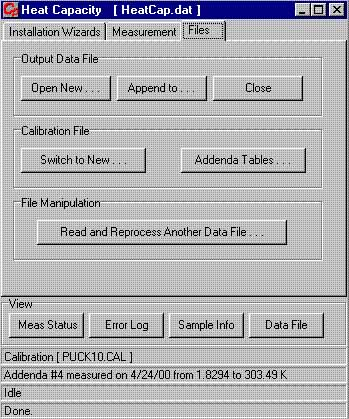 Heat Capacity [ HeatCap.dat ]
Installation Wizards Measurement Files
Output Data File
Open New . . . Append to . . . Close
Calibration File
Switch to New . . . Addenda Tables . . .
File Manipulation
Read and Reprocess Another Data File . . .
View
Meas Status Error Log Sample Info Data File
Calibration [ PUCK10.CAL ]
Addenda #4 measured on 4/24/00 from 1.8294 to 303.49 K
Idle
Done.